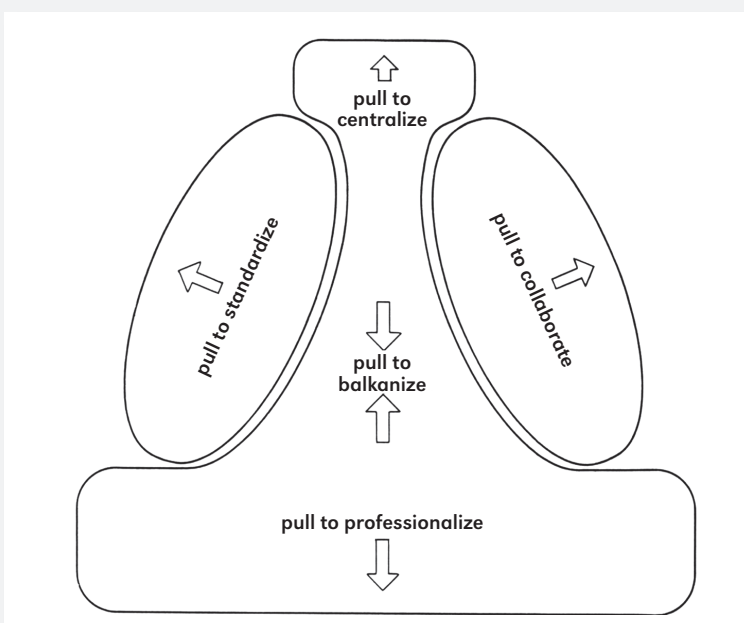 pull to
centralize
pull to standardize
pull to collaborate
pull to
balkanize
pull to professionalize